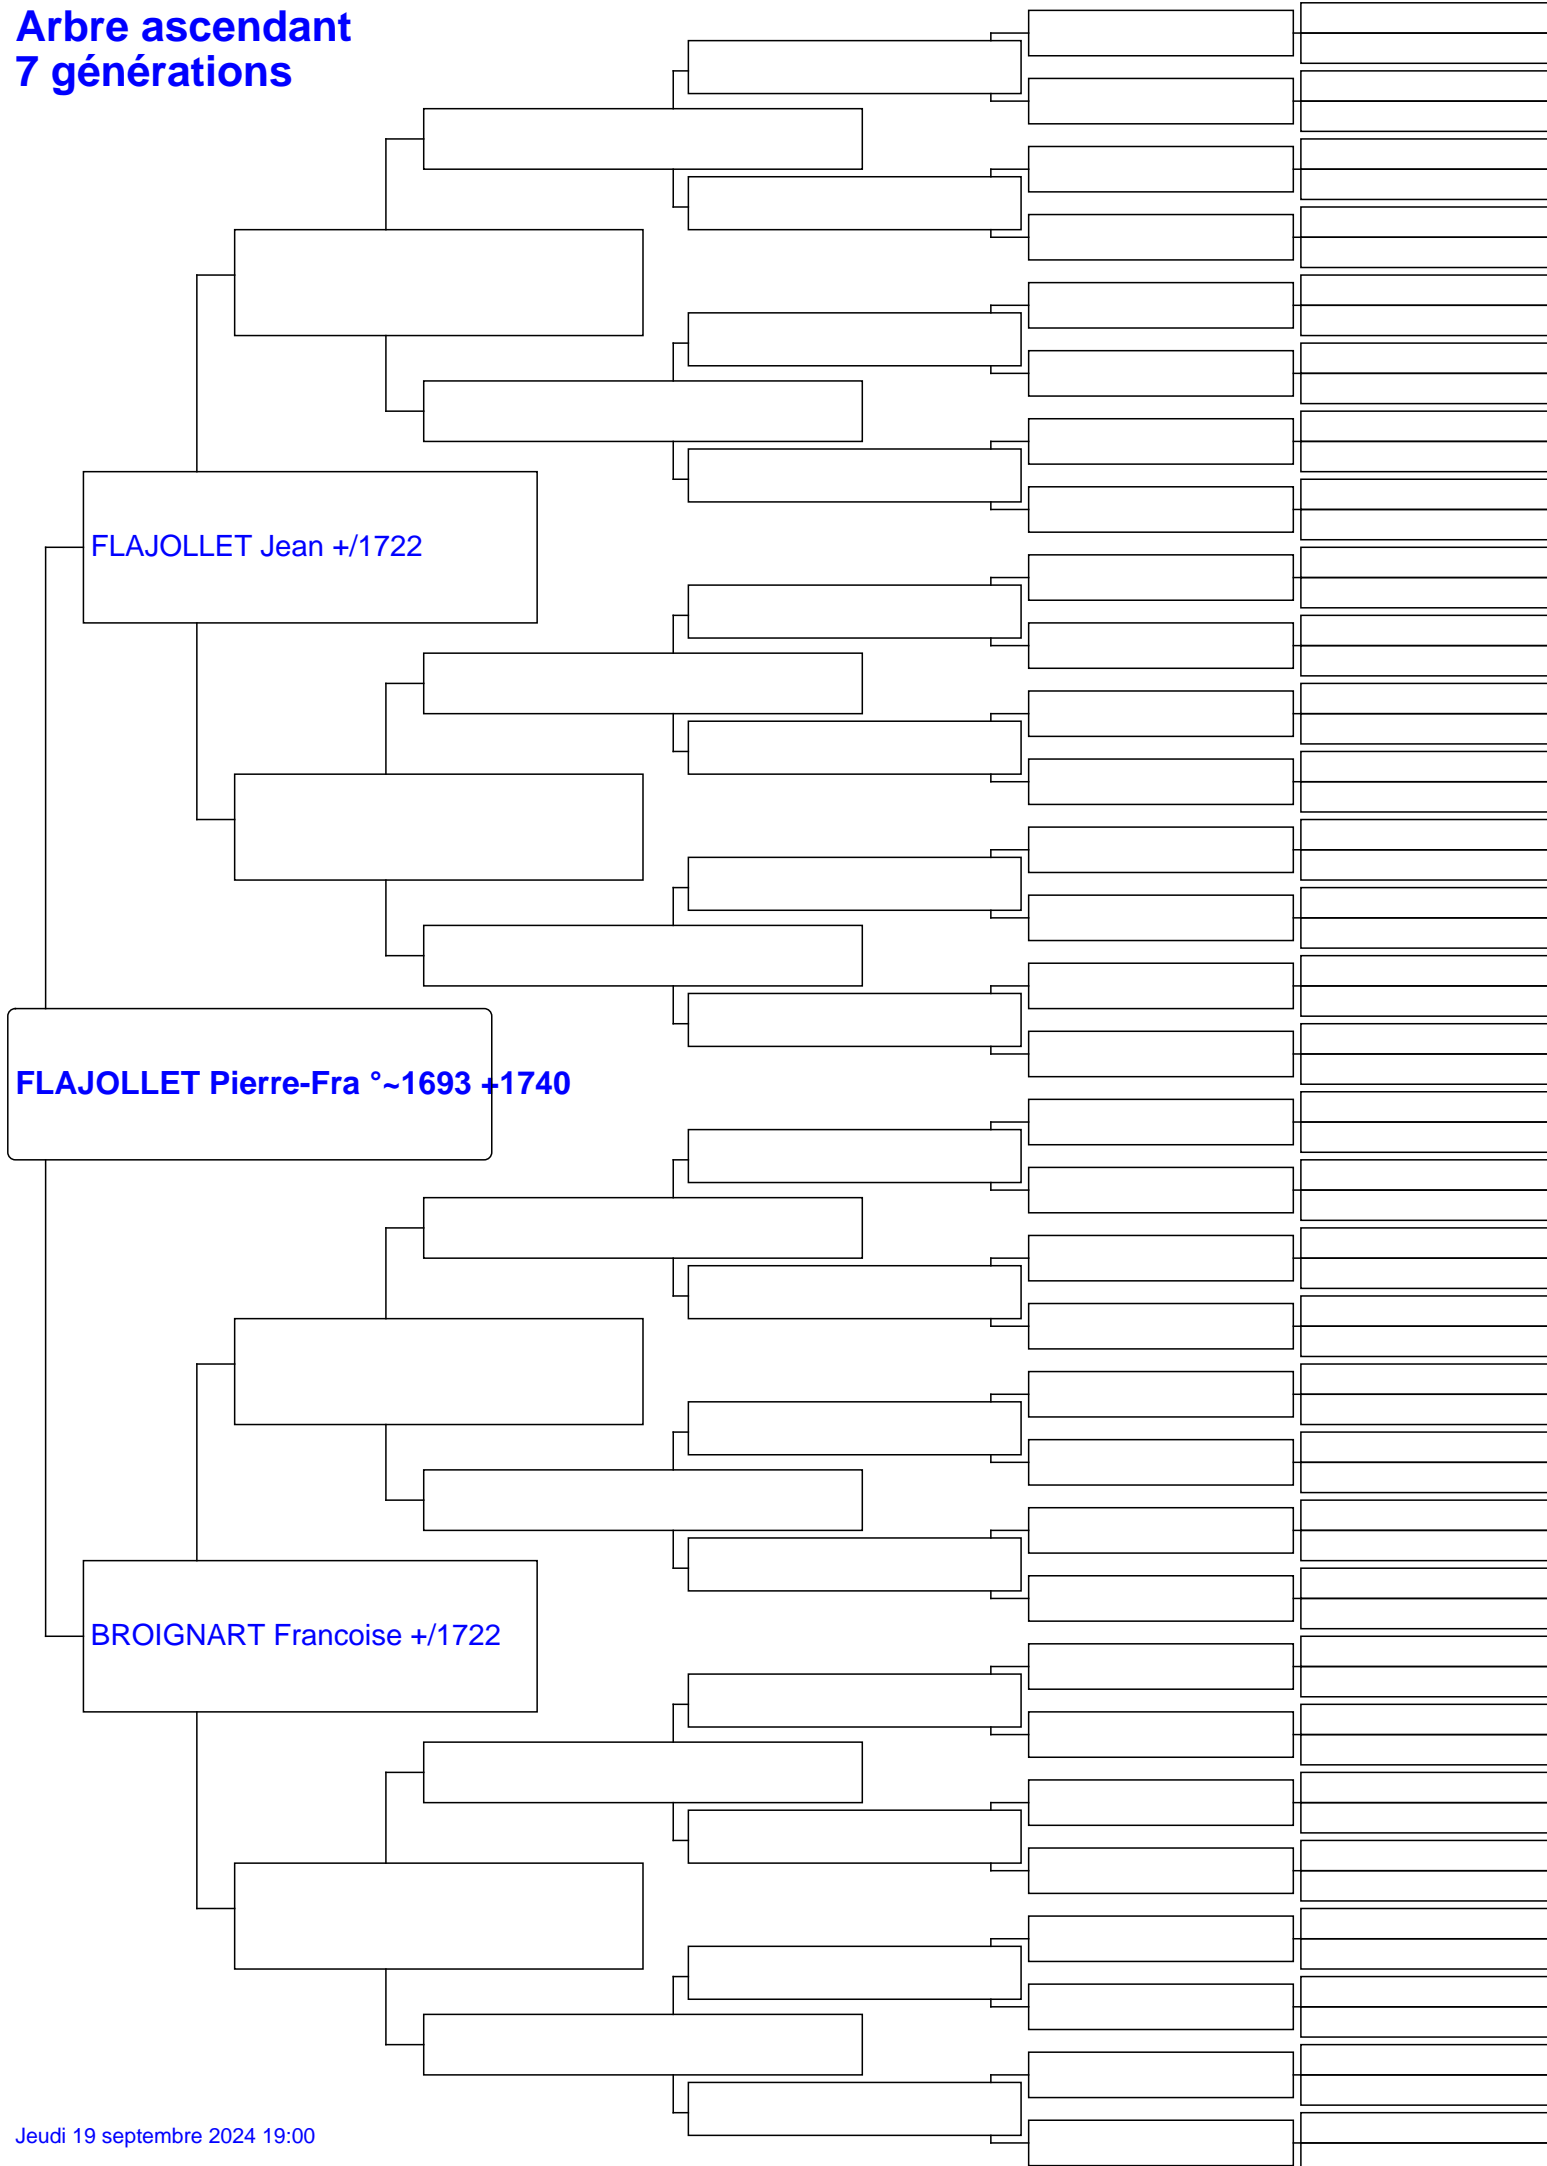 Arbre ascendant
7 générations
FLAJOLLET Jean +/1722
FLAJOLLET Pierre-Fra °~1693 +1740
BROIGNART Francoise +/1722
Jeudi 19 septembre 2024 19:00